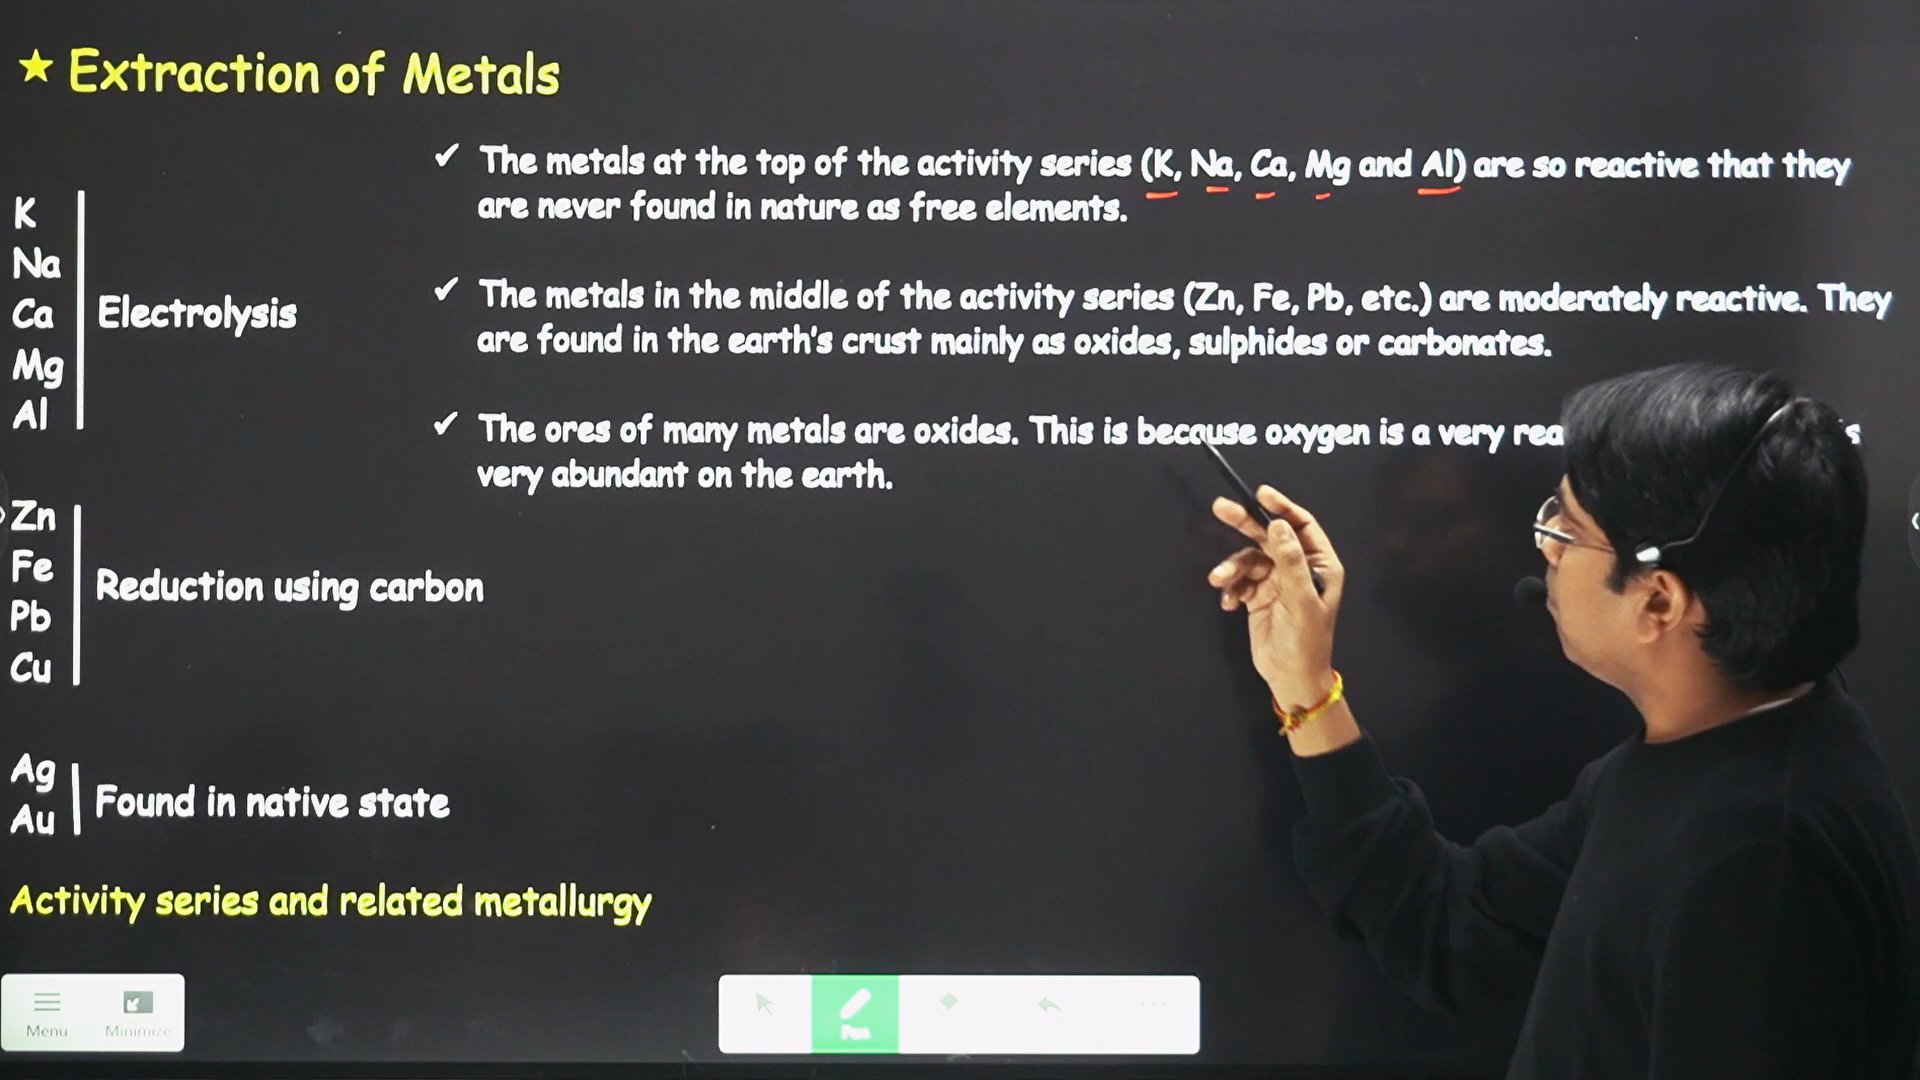 ★ Extraction of Metals
✓ The metals at the top of the activity series (K, Na, Ca, Mg and Al) are so reactive that they
are never found in nature as free elements.
✓ The metals in the middle of the activity series (Zn, Fe, Pb, etc.) are moderately reactive. They
are found in the earth's crust mainly as oxides, sulphides or carbonates.
✓ The ores of many metals are oxides. This is because oxygen is a very
very abundant on the earth.
K
Na
Ca
Mg
Al
Electrolysis
Zn
Fe
Pb
Cu
Reduction using carbon
Ag
Au
Found in native state
Activity series and related metallurgy
Menu
Minimize
Pen